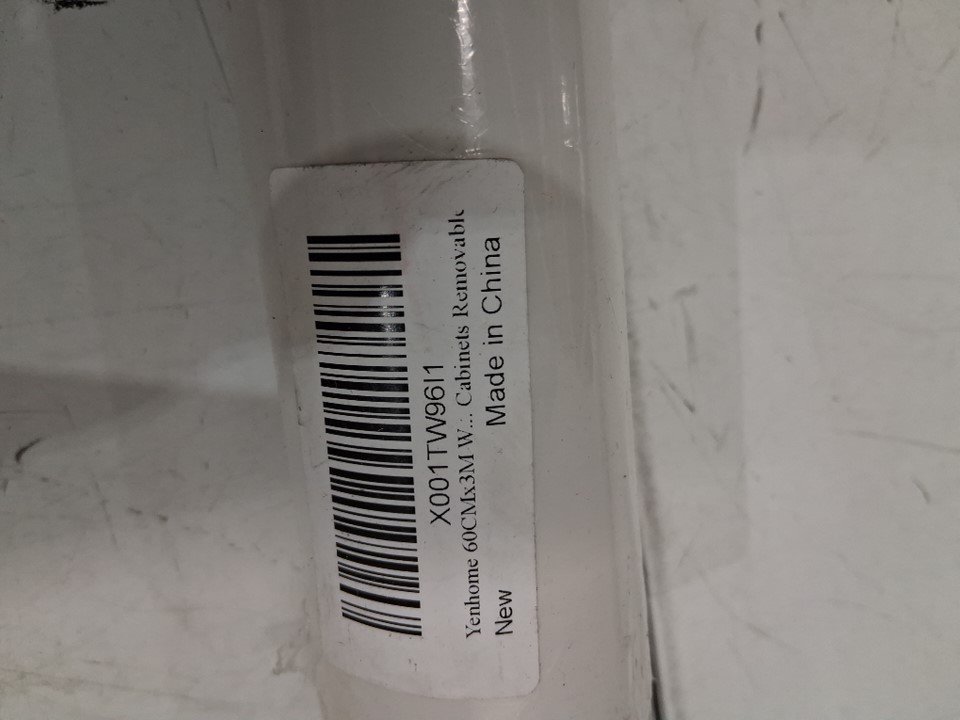 X001TW96I1
Yenhome 60CMx3M W... Cabinets Removable
New
Made in China